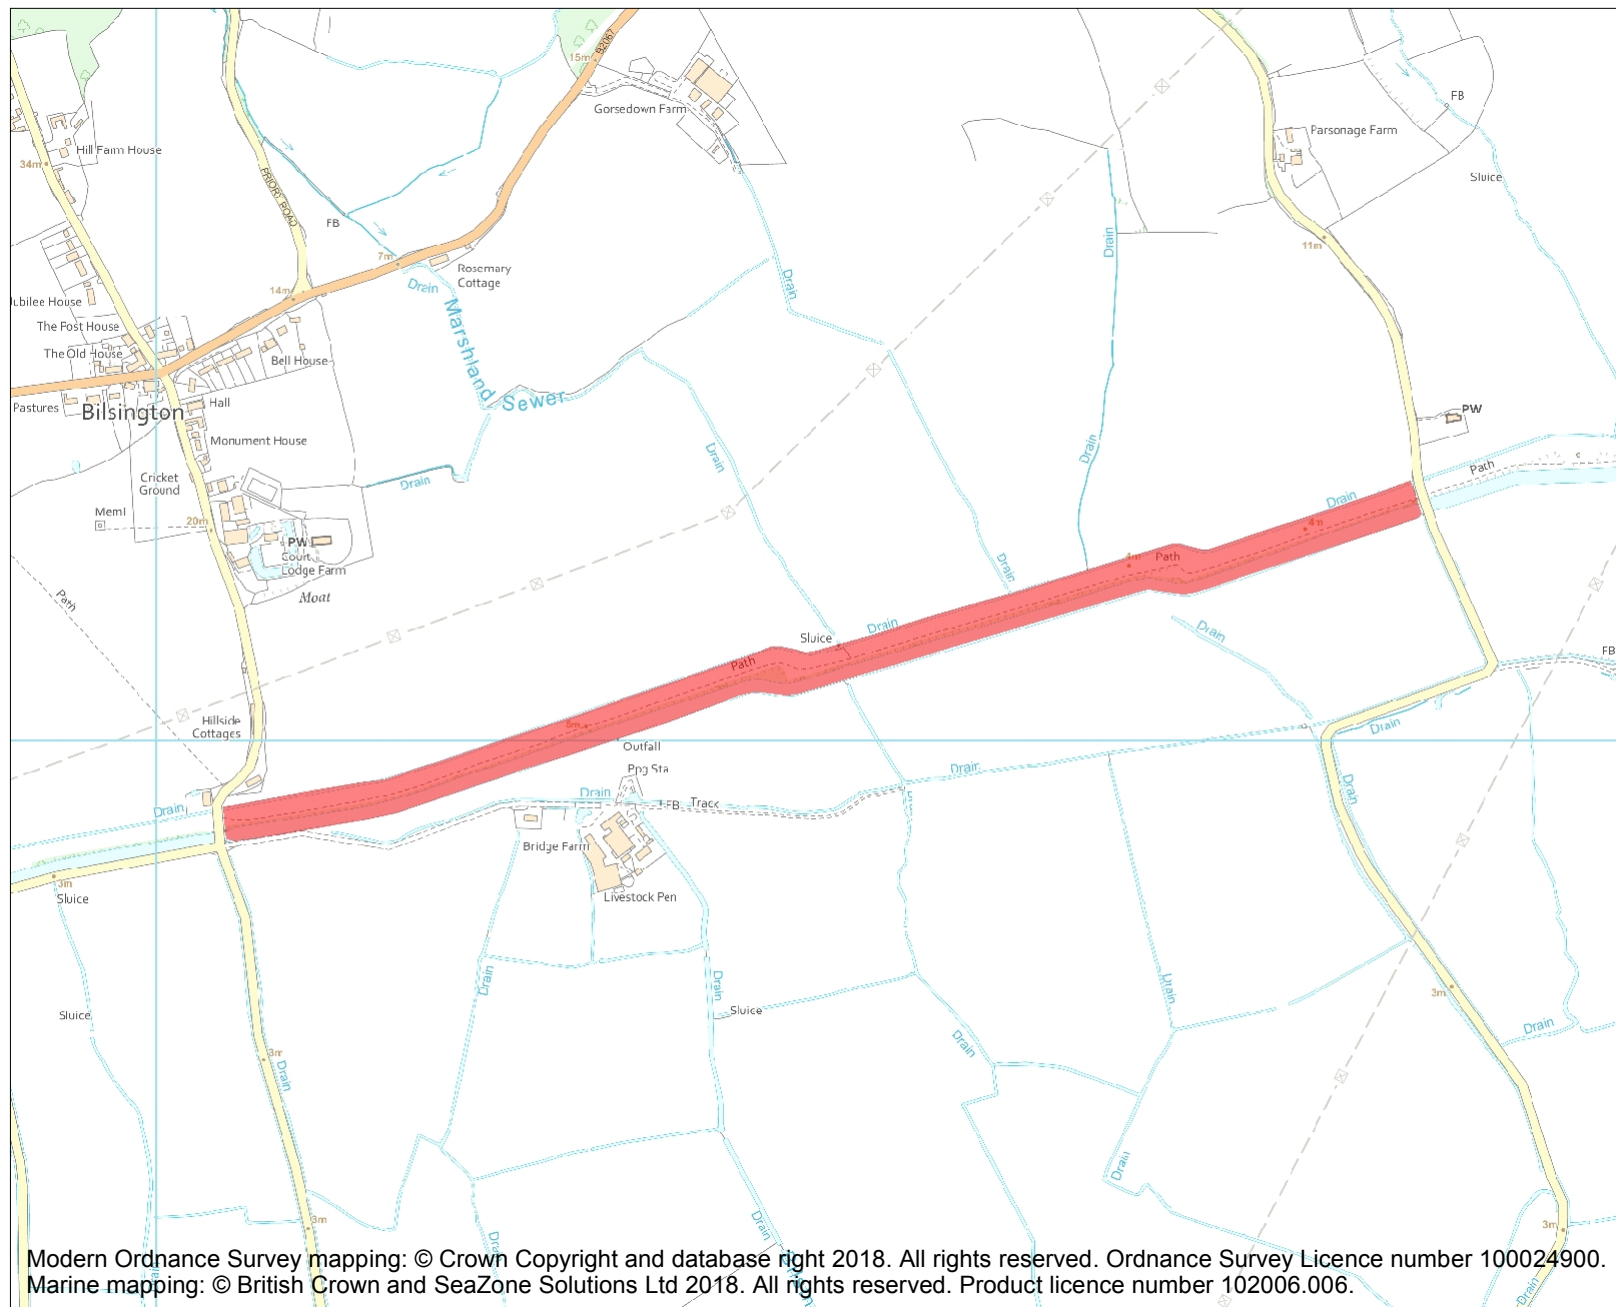 15m
B2067
Gorsedown Farm
FB
Parsonage Farm
Hill Farm House
34m
PRIORY ROAD
Sluice
FB
11m
Drain
7m
Rosemary
Cottage
Drain
14m
Drain
Jubilee House
The Post House
The Old House
Bell House
Marshland Sewer
Pastures
Bilsington
Hall
PW
Monument House
Drain
Drain
Path
Cricket
Ground
Drain
Meml
20m
Drain
4m
PW
Court
Lodge Farm
Moat
Path
Drain
4m
Path
Drain
Drain
Sluice
Path
FB
5m
Hillside
Cottages
Outfall
Drain
Ppg Sta
Drain
Drain
Drain
Drain
FB
Track
Bridge Farm
Livestock Pen
3m
Sluice
Drain
Drain
Drain
3m
Sluice
Sluice
Drain
Drain
3m
Drain
Drain
3m
Drain
Drain
3m
Drain
Drain
Modern Ordnance Survey mapping: © Crown Copyright and database right 2018. All rights reserved. Ordnance Survey Licence number 100024900.
Marine mapping: © British Crown and SeaZone Solutions Ltd 2018. All rights reserved. Product licence number 102006.006.